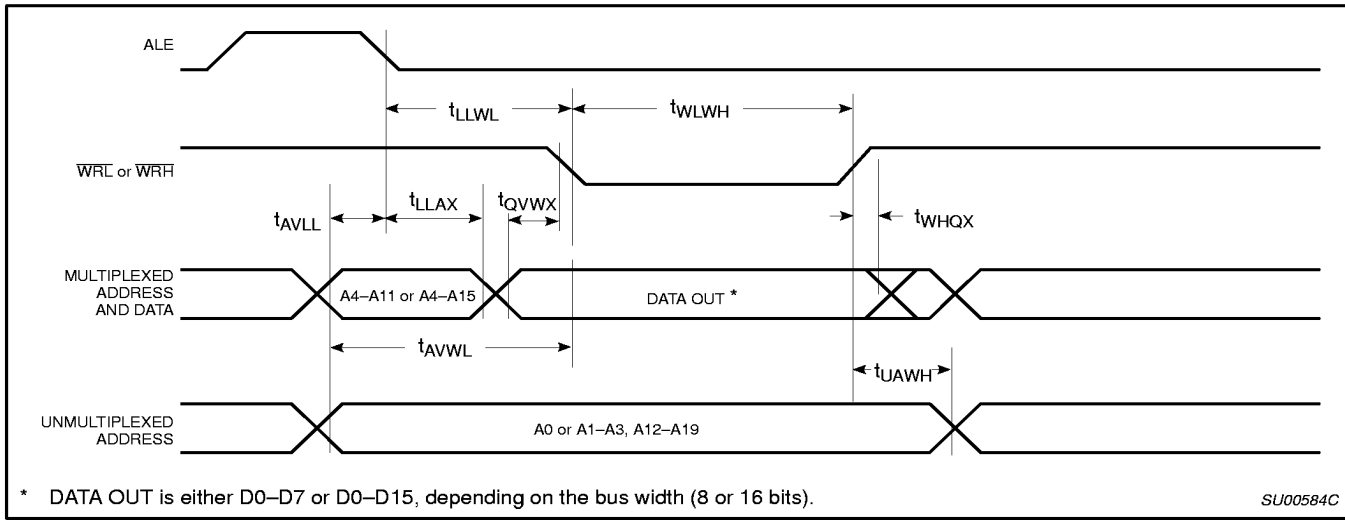 ALE
tLLWL
tWLWH
WRL or WRH
tAVLL
tLLAX
tQVWX
tWHQX
MULTIPLEXED
ADDRESS
AND DATA
A4–A11 or A4–A15
DATA OUT *
tAVWL
tUAWH
UNMULTIPLEXED
ADDRESS
A0 or A1–A3, A12–A19
* DATA OUT is either D0–D7 or D0–D15, depending on the bus width (8 or 16 bits).
SU00584C